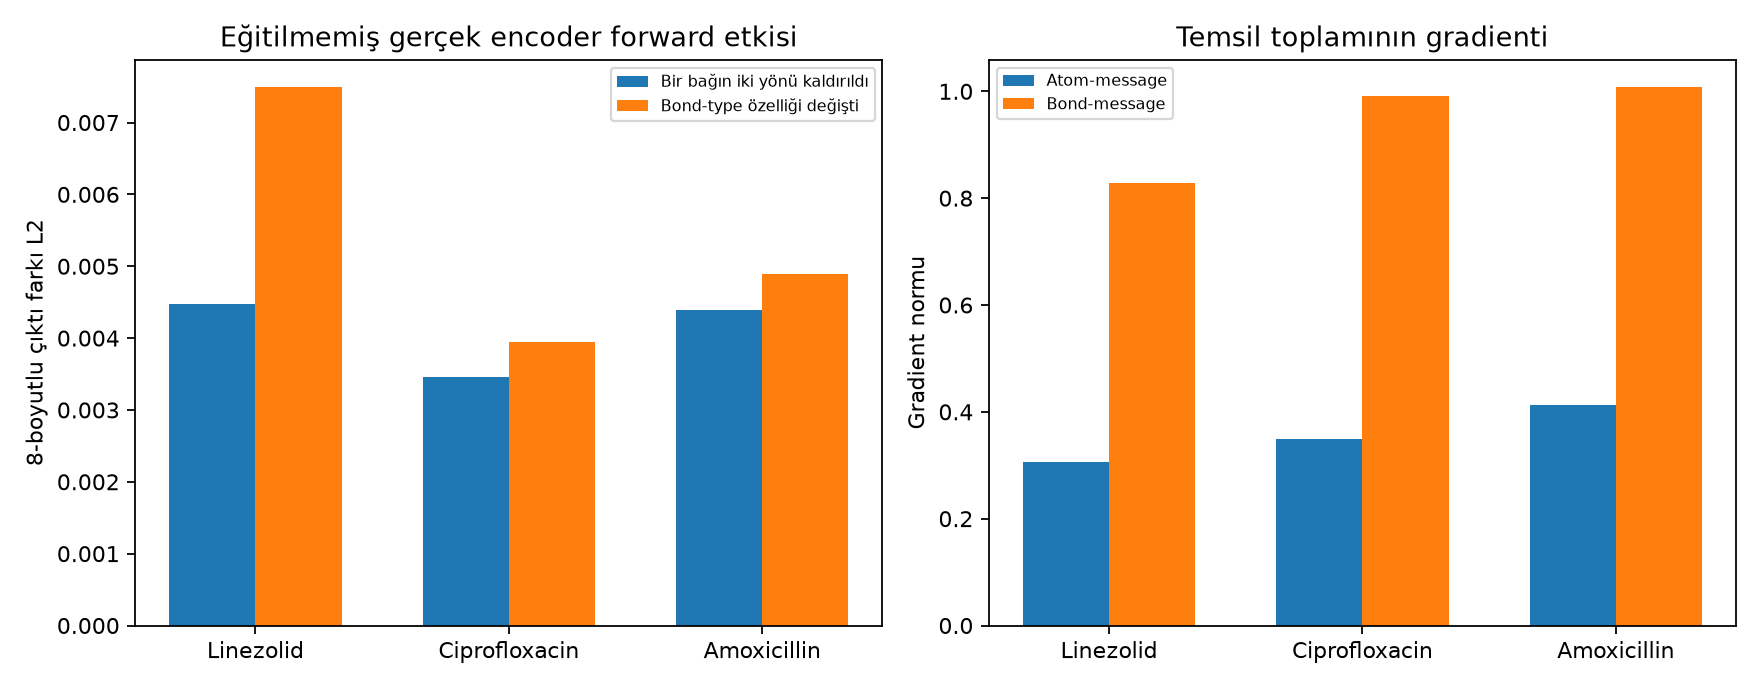 Eğitilmemiş gerçek encoder forward etkisi
Bir bağın iki yönü kaldırıldı
Bond-type özelliği değişti
8-boyutlu çıktı farkı L2
0.007
0.006
0.005
0.004
0.003
0.002
0.001
0.000
Linezolid
Ciprofloxacin
Amoxicillin
Temsil toplamının gradienti
Atom-message
Bond-message
Gradient normu
1.0
0.8
0.6
0.4
0.2
0.0
Linezolid
Ciprofloxacin
Amoxicillin